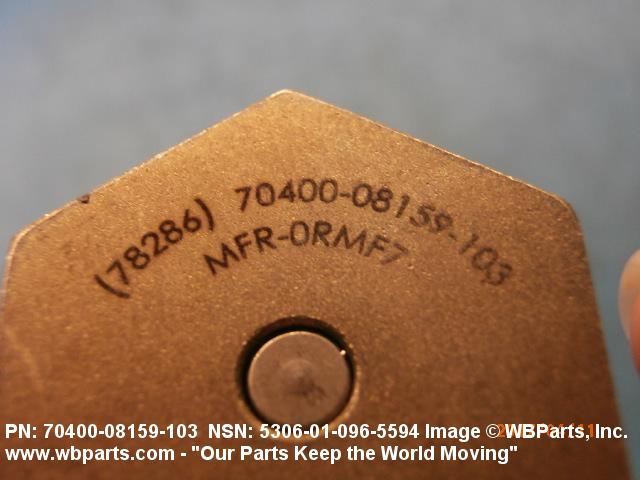 (78286) 70400-08159-103
MFR-0RMF7
PN: 70400-08159-103 NSN: 5306-01-096-5594 Image © WBParts, Inc.
www.wbparts.com - "Our Parts Keep the World Moving"